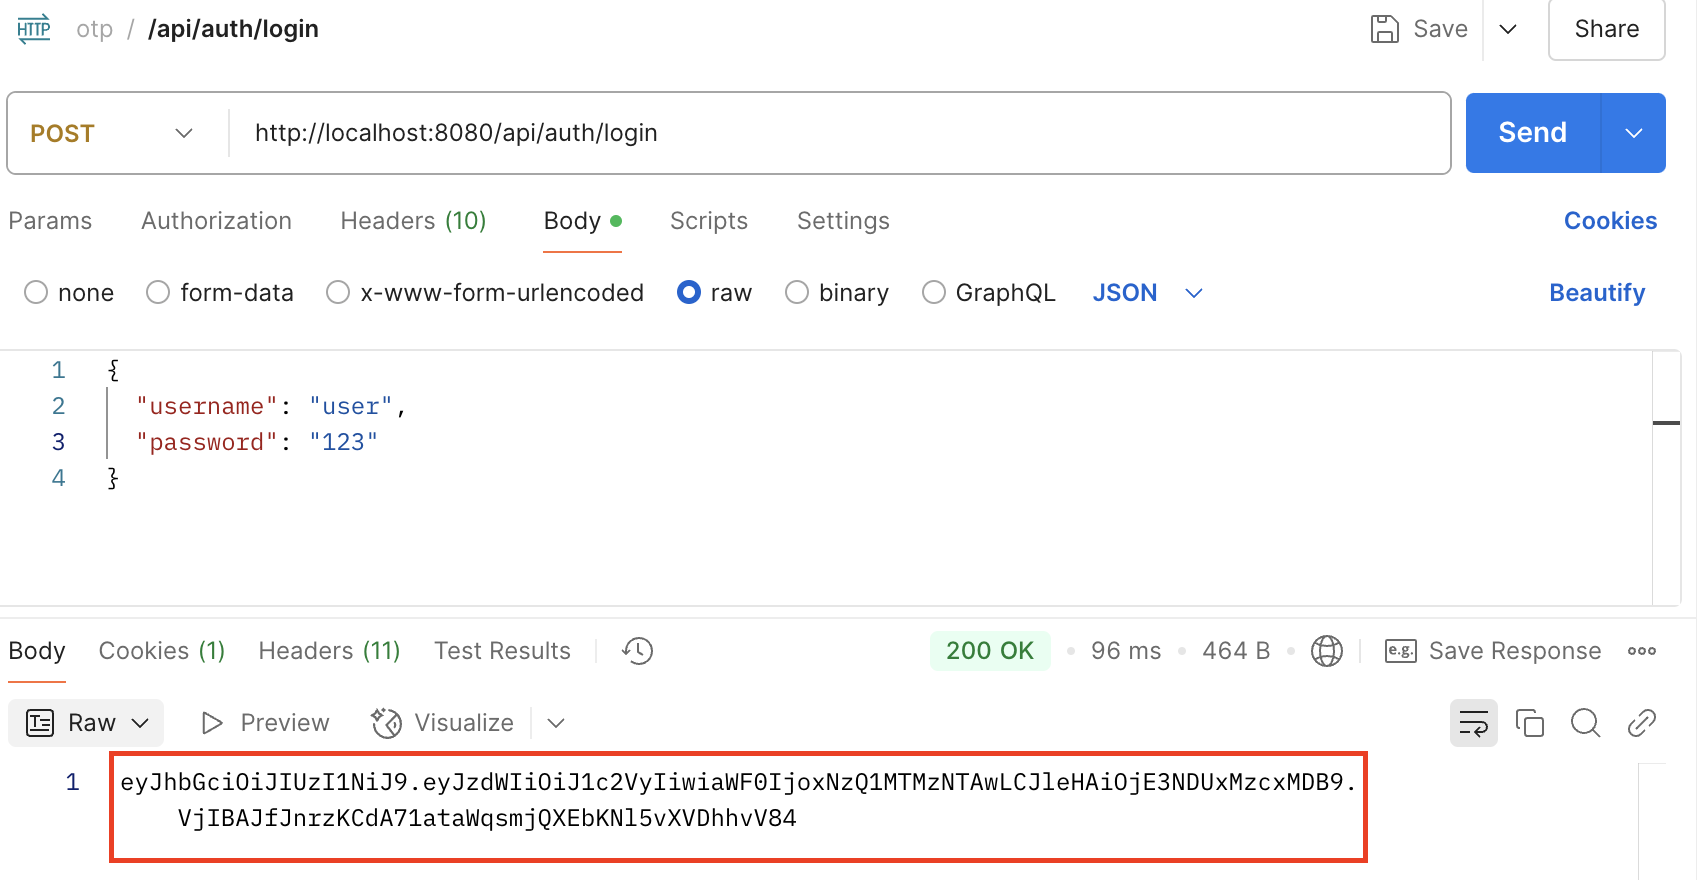 HTTP otp / /api/auth/login Save Share
POST http://localhost:8080/api/auth/login Send
Params Authorization Headers (10) Body Scripts Settings Cookies
none form-data x-www-form-urlencoded raw binary GraphQL JSON Beautify
1 {
2 "username": "user",
3 "password": "123"
4 }
Body Cookies (1) Headers (11) Test Results 200 OK • 96 ms • 464 B • e.g. Save Response
Raw Preview Visualize
1 eyJhbGciOiJIUzI1NiJ9.eyJzdWIiOiJ1c2VyIiwiaWF0IjoxNzQ1MTMzNTAwLCJleHAiOjE3NDUxMzcxMDB9.
VjIBAJfJnrzKCdA71ataWqsmjQXEbKNl5vXVDhhvV84